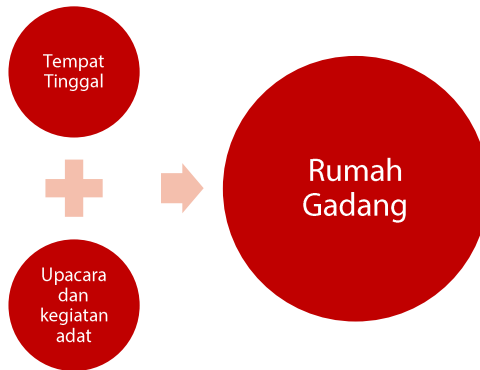 Tempat
Tinggal
Upacara
dan
kegiatan
adat
Rumah
Gadang